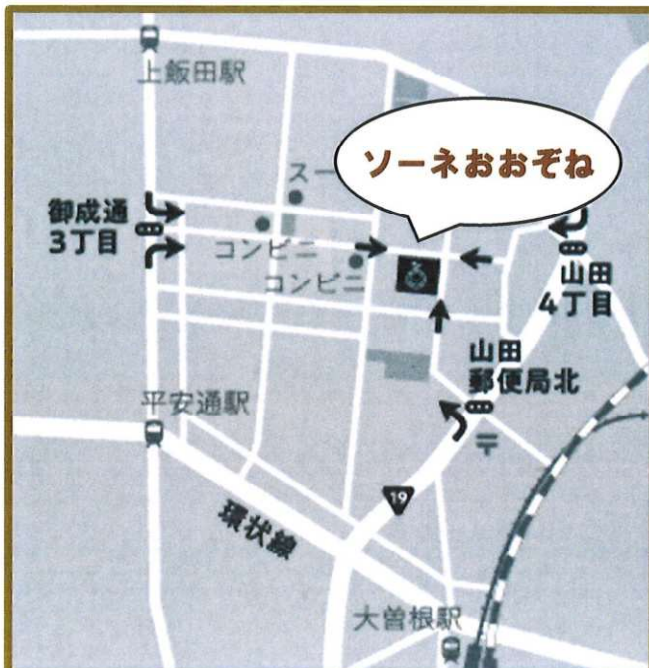 上飯田駅
ソーネおおぞね
スー
御成通
3丁目
コンビニ
コンビニ
山田
4丁目
山田
郵便局北
平安通駅
〒
19
環状線
大曽根駅